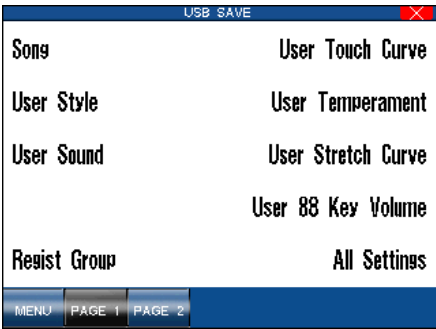 USB SAVE
Song User Touch Curve
User Style User Temperament
User Sound User Stretch Curve
User 88 Key Volume
Regist Group All Settings
MENU PAGE 1 PAGE 2